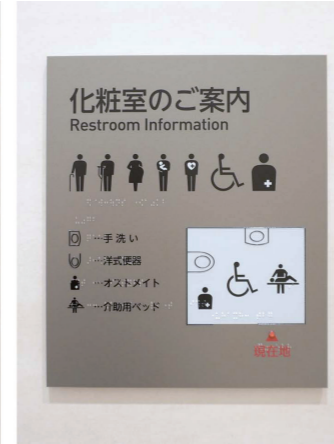 化粧室のご案内
Restroom Information
…手洗い
…洋式便器
…オストメイト
…介助用ベッド
現在地